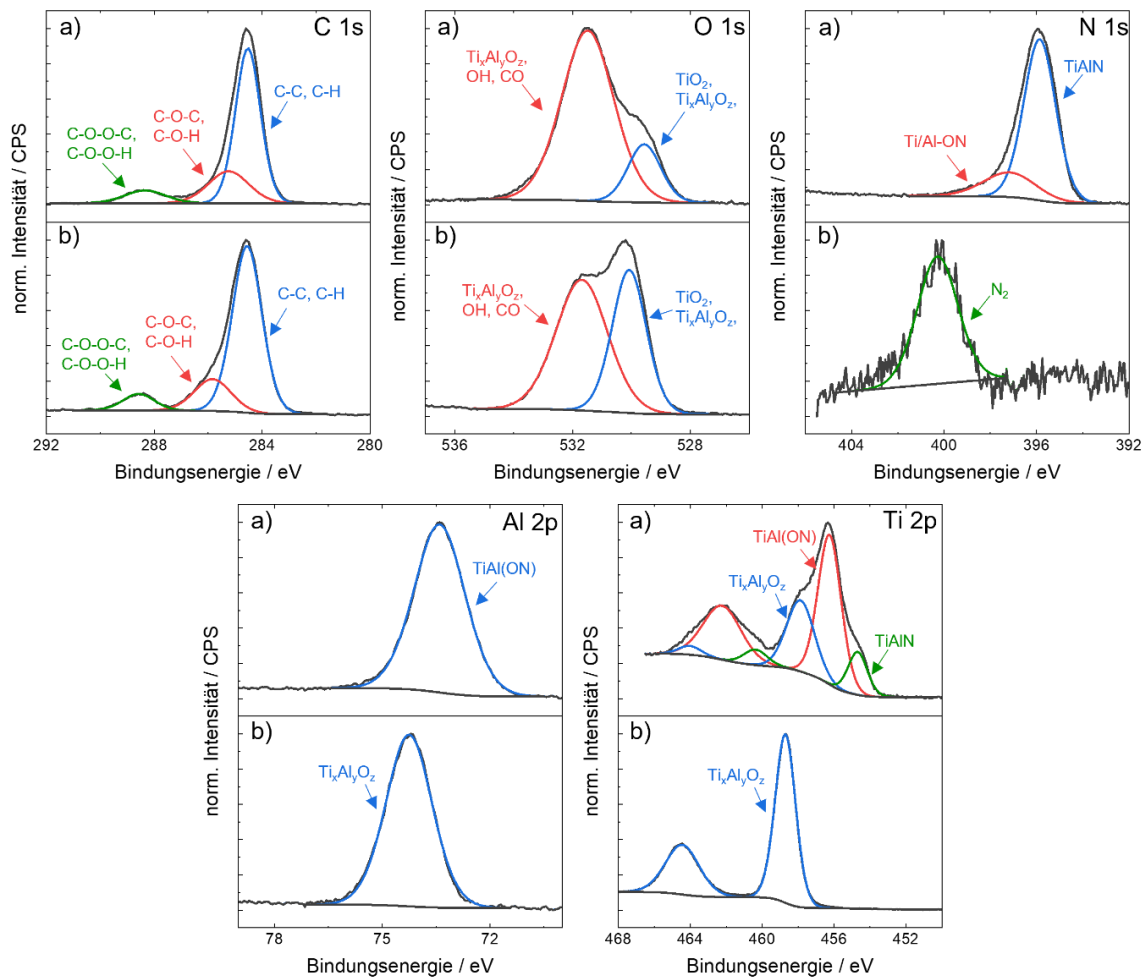 a)
C 1s
C-O-O-C,
C-O-O-H
C-O-C,
C-O-H
C-C, C-H
b)
C-O-O-C,
C-O-O-H
C-O-C,
C-O-H
C-C, C-H
norm. Intensität / CPS
292 288 284 280
Bindungsenergie / eV
a)
O 1s
TixAlyOz,
OH, CO
TiO2,
TixAlyOz,
b)
TixAlyOz,
OH, CO
TiO2,
TixAlyOz,
norm. Intensität / CPS
536 532 528
Bindungsenergie / eV
a)
N 1s
TiAlN
Ti/Al-ON
b)
N2
norm. Intensität / CPS
404 400 396 392
Bindungsenergie / eV
a)
Al 2p
TiAl(ON)
b)
TixAlyOz
norm. Intensität / CPS
78 75 72
Bindungsenergie / eV
a)
Ti 2p
TiAl(ON)
TixAlyOz
TiAlN
b)
TixAlyOz
norm. Intensität / CPS
468 464 460 456 452
Bindungsenergie / eV